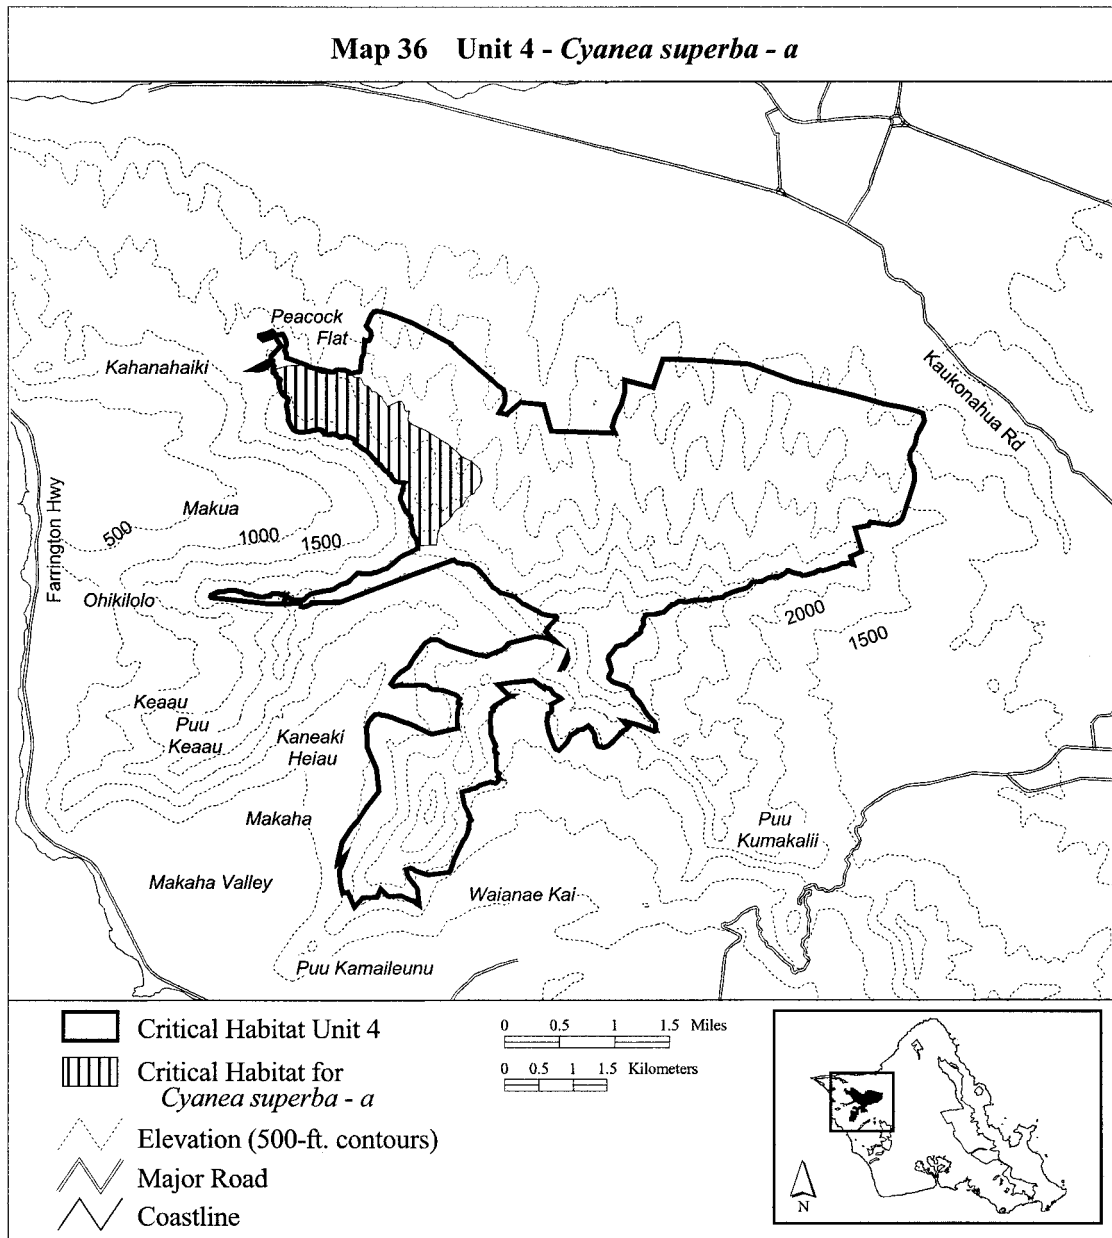 Map 36 Unit 4 - Cyanea superba - a
Peacock
Flat
Kahanahaiki
Kaukonahua Rd
Farrington Hwy
Makua
500
1000
1500
Ohikilolo
2000
1500
Keaau
Puu
Keaau
Kaneaki
Heiau
Makaha
Puu
Kumakalii
Makaha Valley
Waianae Kai
Puu Kamaileunu
Critical Habitat Unit 4
Critical Habitat for
Cyanea superba - a
Elevation (500-ft. contours)
Major Road
Coastline
0 0.5 1 1.5 Miles
0 0.5 1 1.5 Kilometers
N